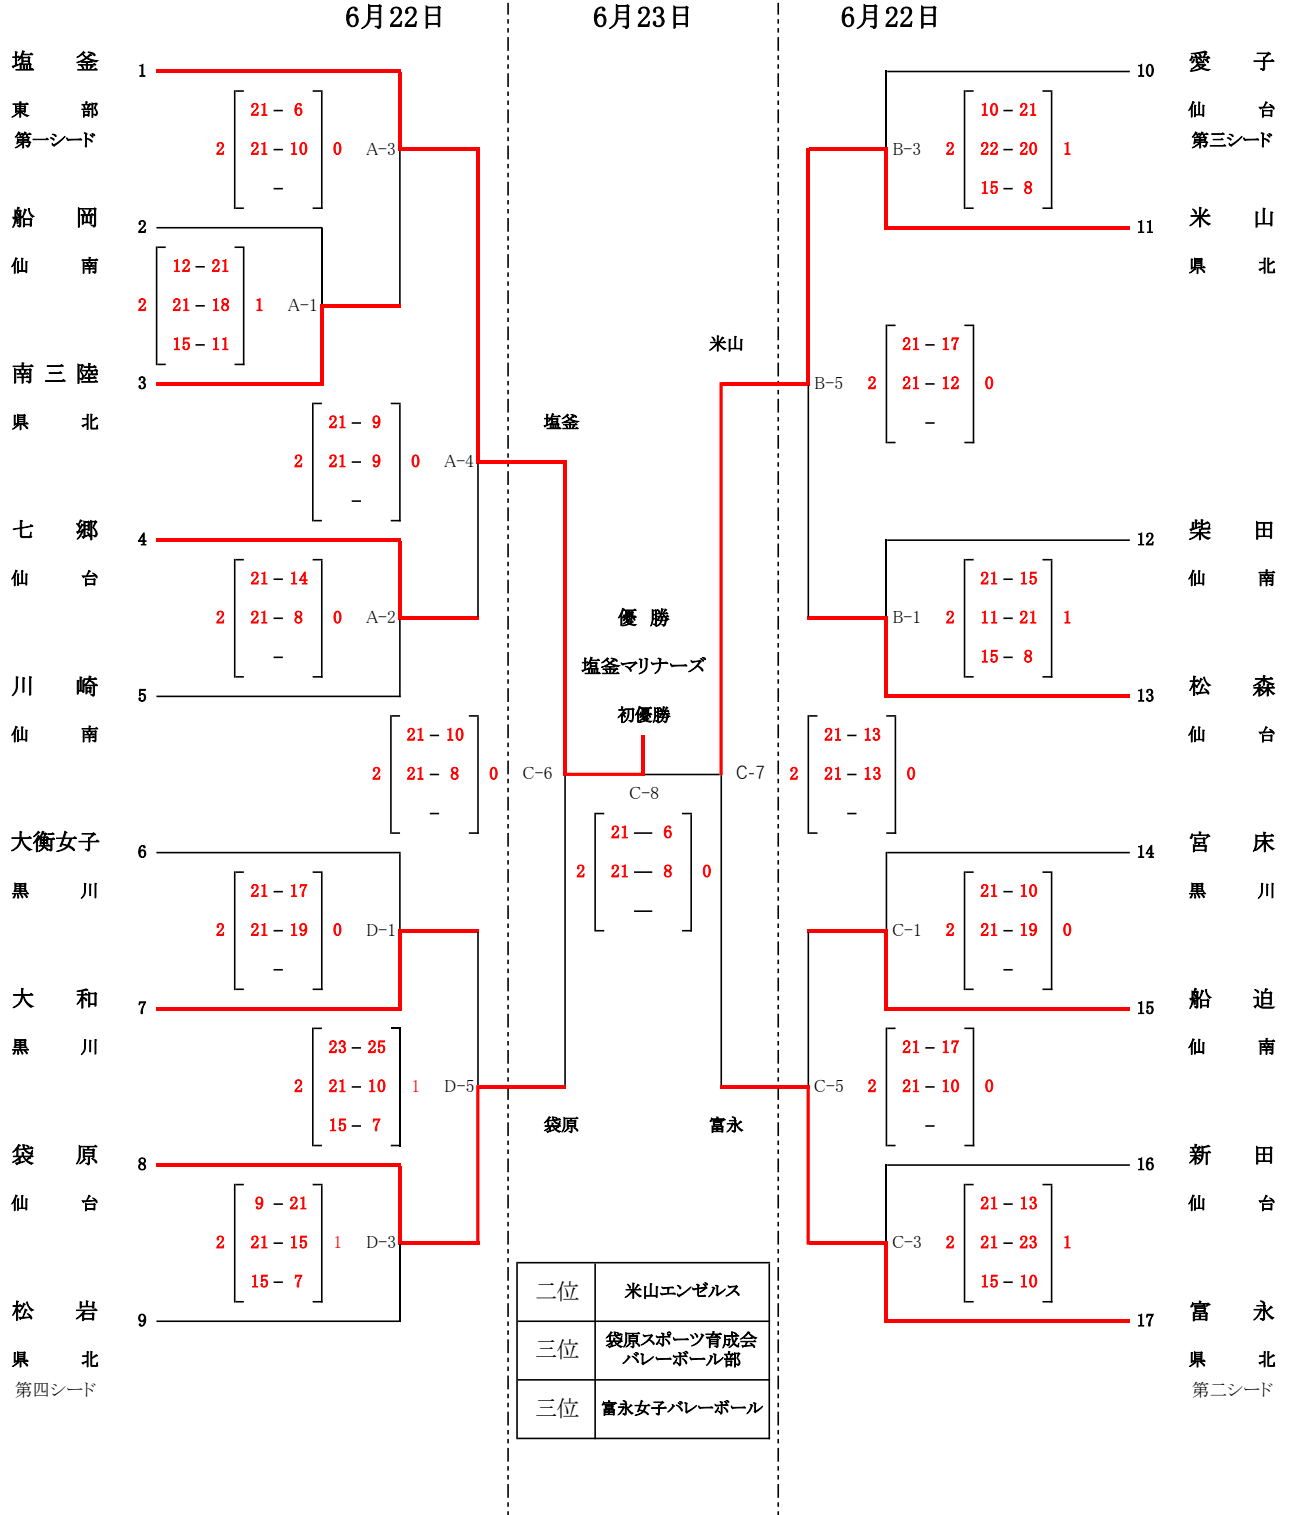 6月22日
6月23日
6月22日
塩 釜 1
東 部
第一シード
21－ 6
2 21－10 0 A-3
－
船 岡 2
仙 南
12－21
2 21－18 1 A-1
15－11
南三陸 3
県 北
21－ 9
2 21－ 9 0 A-4
－
七 郷 4
仙 台
21－14
2 21－ 8 0 A-2
－
川 崎 5
仙 南
21－10
2 21－ 8 0 C-6
－
大衡女子 6
黒 川
21－17
2 21－19 0 D-1
－
大 和 7
黒 川
23－25
2 21－10 1 D-5
15－ 7
袋 原 8
仙 台
9 －21
2 21－15 1 D-3
15－ 7
松 岩 9
県 北
第四シード
塩釜
米山
優 勝
塩釜マリナーズ
初優勝
C-8
21― 6
2 21― 8 0
―
袋原
富永
二位 米山エンゼルス
三位 袋原スポーツ育成会
バレーボール部
三位 富永女子バレーボール
10 愛 子
仙 台
第三シード
10－21
B-3 2 22－20 1
15－ 8
11 米 山
県 北
21－17
B-5 2 21－12 0
－
12 柴 田
仙 南
21－15
B-1 2 11－21 1
15－ 8
13 松 森
仙 台
21－13
C-7 2 21－13 0
－
14 宮 床
黒 川
21－10
C-1 2 21－19 0
－
15 船 迫
仙 南
21－17
C-5 2 21－10 0
－
16 新 田
仙 台
21－13
C-3 2 21－23 1
15－10
17 富 永
県 北
第二シード